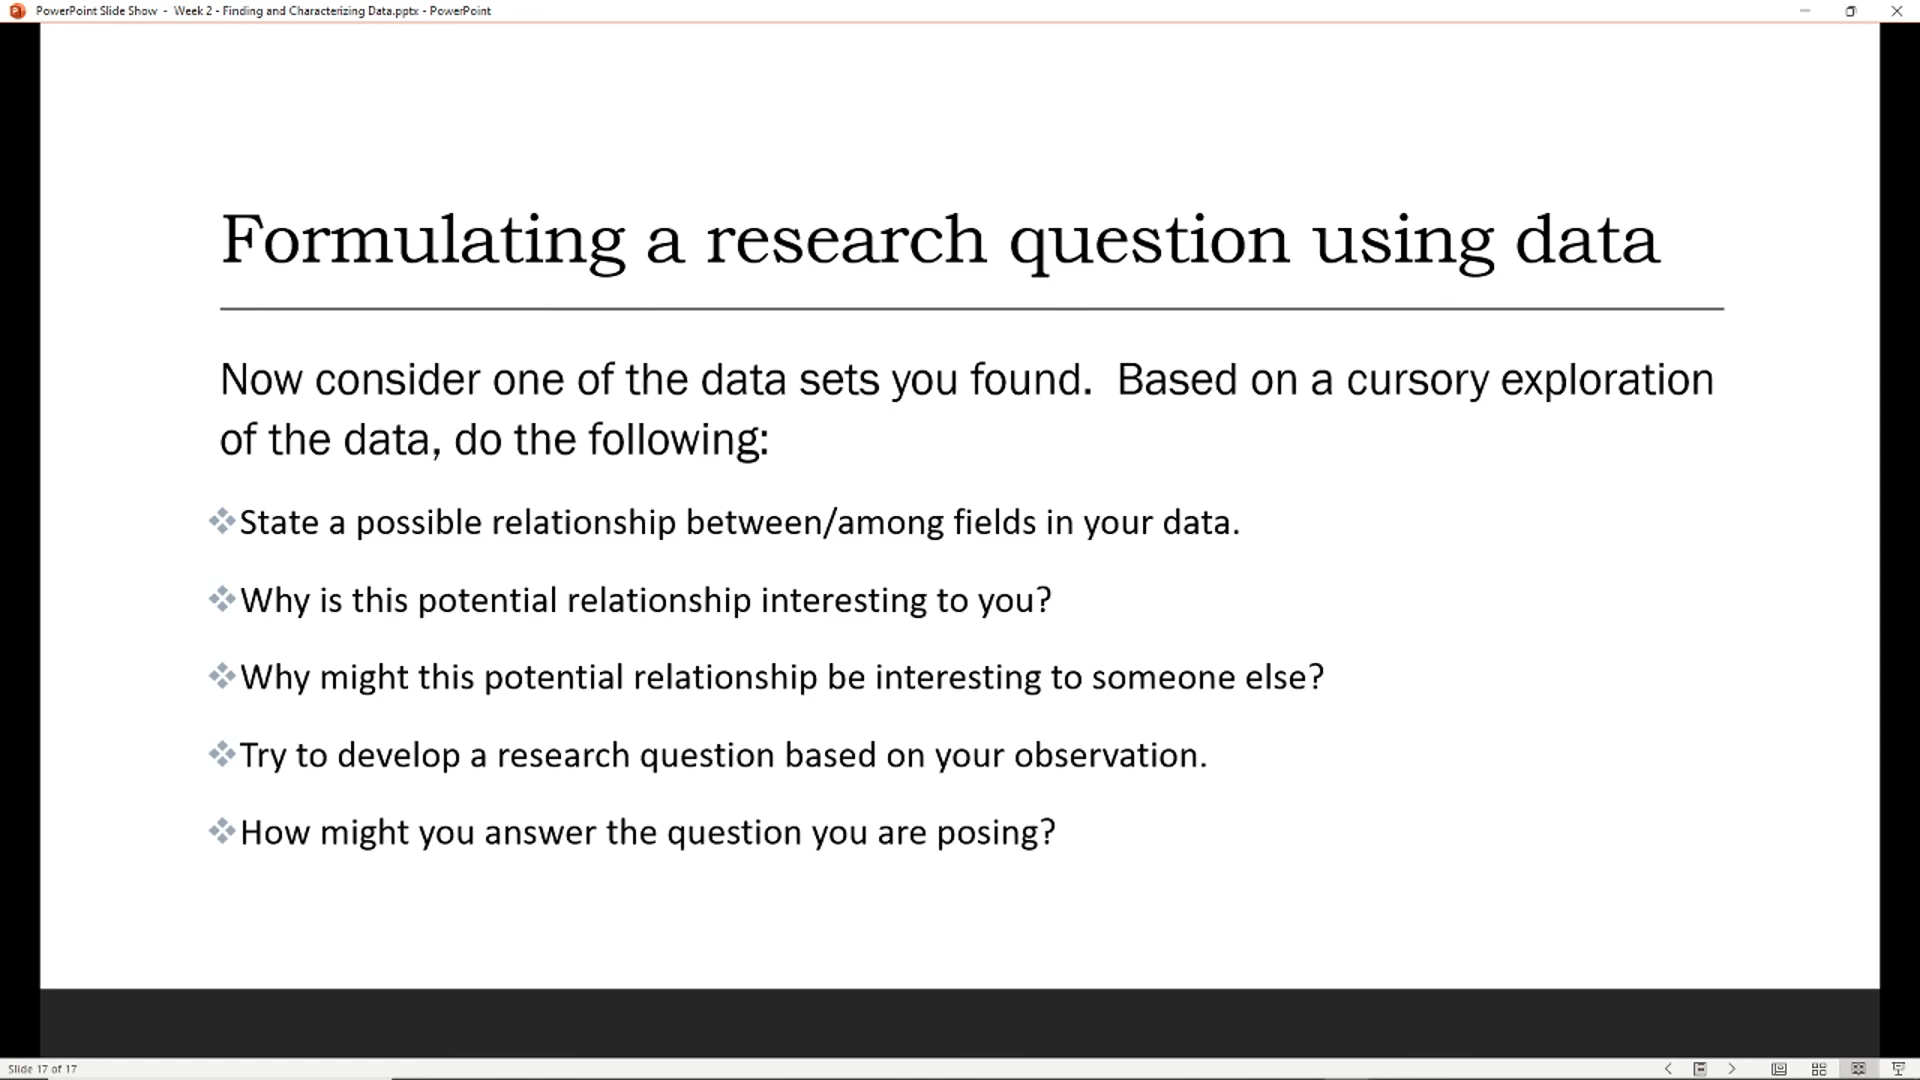 PowerPoint Slide Show - Week 2 - Finding and Characterizing Data.pptx - PowerPoint
Formulating a research question using data
Now consider one of the data sets you found. Based on a cursory exploration
of the data, do the following:
State a possible relationship between/among fields in your data.
Why is this potential relationship interesting to you?
Why might this potential relationship be interesting to someone else?
Try to develop a research question based on your observation.
How might you answer the question you are posing?
Slide 17 of 17